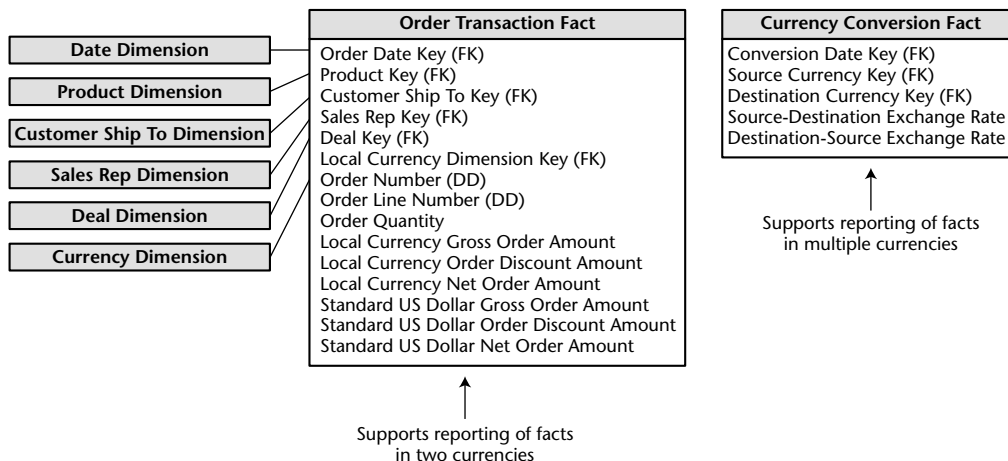 Date Dimension
Product Dimension
Customer Ship To Dimension
Sales Rep Dimension
Deal Dimension
Currency Dimension
Order Transaction Fact
Order Date Key (FK)
Product Key (FK)
Customer Ship To Key (FK)
Sales Rep Key (FK)
Deal Key (FK)
Local Currency Dimension Key (FK)
Order Number (DD)
Order Line Number (DD)
Order Quantity
Local Currency Gross Order Amount
Local Currency Order Discount Amount
Local Currency Net Order Amount
Standard US Dollar Gross Order Amount
Standard US Dollar Order Discount Amount
Standard US Dollar Net Order Amount
Supports reporting of facts
in two currencies
Currency Conversion Fact
Conversion Date Key (FK)
Source Currency Key (FK)
Destination Currency Key (FK)
Source-Destination Exchange Rate
Destination-Source Exchange Rate
Supports reporting of facts
in multiple currencies